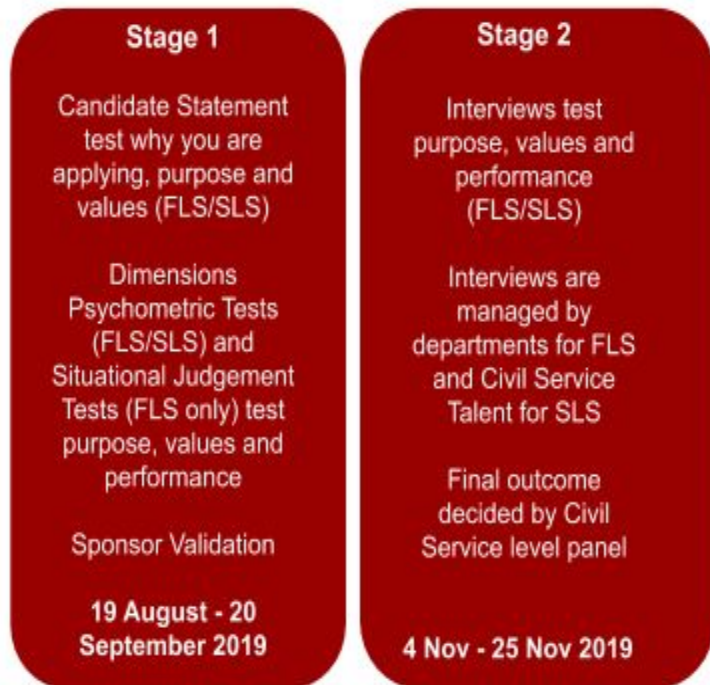 Stage 1
Candidate Statement
test why you are
applying, purpose and
values (FLS/SLS)
Dimensions
Psychometric Tests
(FLS/SLS) and
Situational Judgement
Tests (FLS only) test
purpose, values and
performance
Sponsor Validation
19 August - 20
September 2019
Stage 2
Interviews test
purpose, values and
performance
(FLS/SLS)
Interviews are
managed by
departments for FLS
and Civil Service
Talent for SLS
Final outcome
decided by Civil
Service level panel
4 Nov - 25 Nov 2019